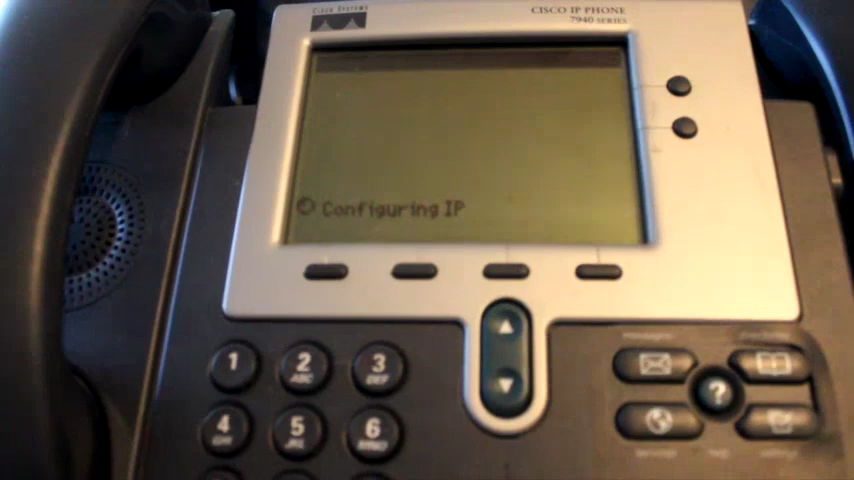 CISCO SYSTEMS
CISCO IP PHONE
7940 SERIES
Configuring IP
1
2
ABC
3
DEF
4
GHI
5
JKL
6
MNO
?